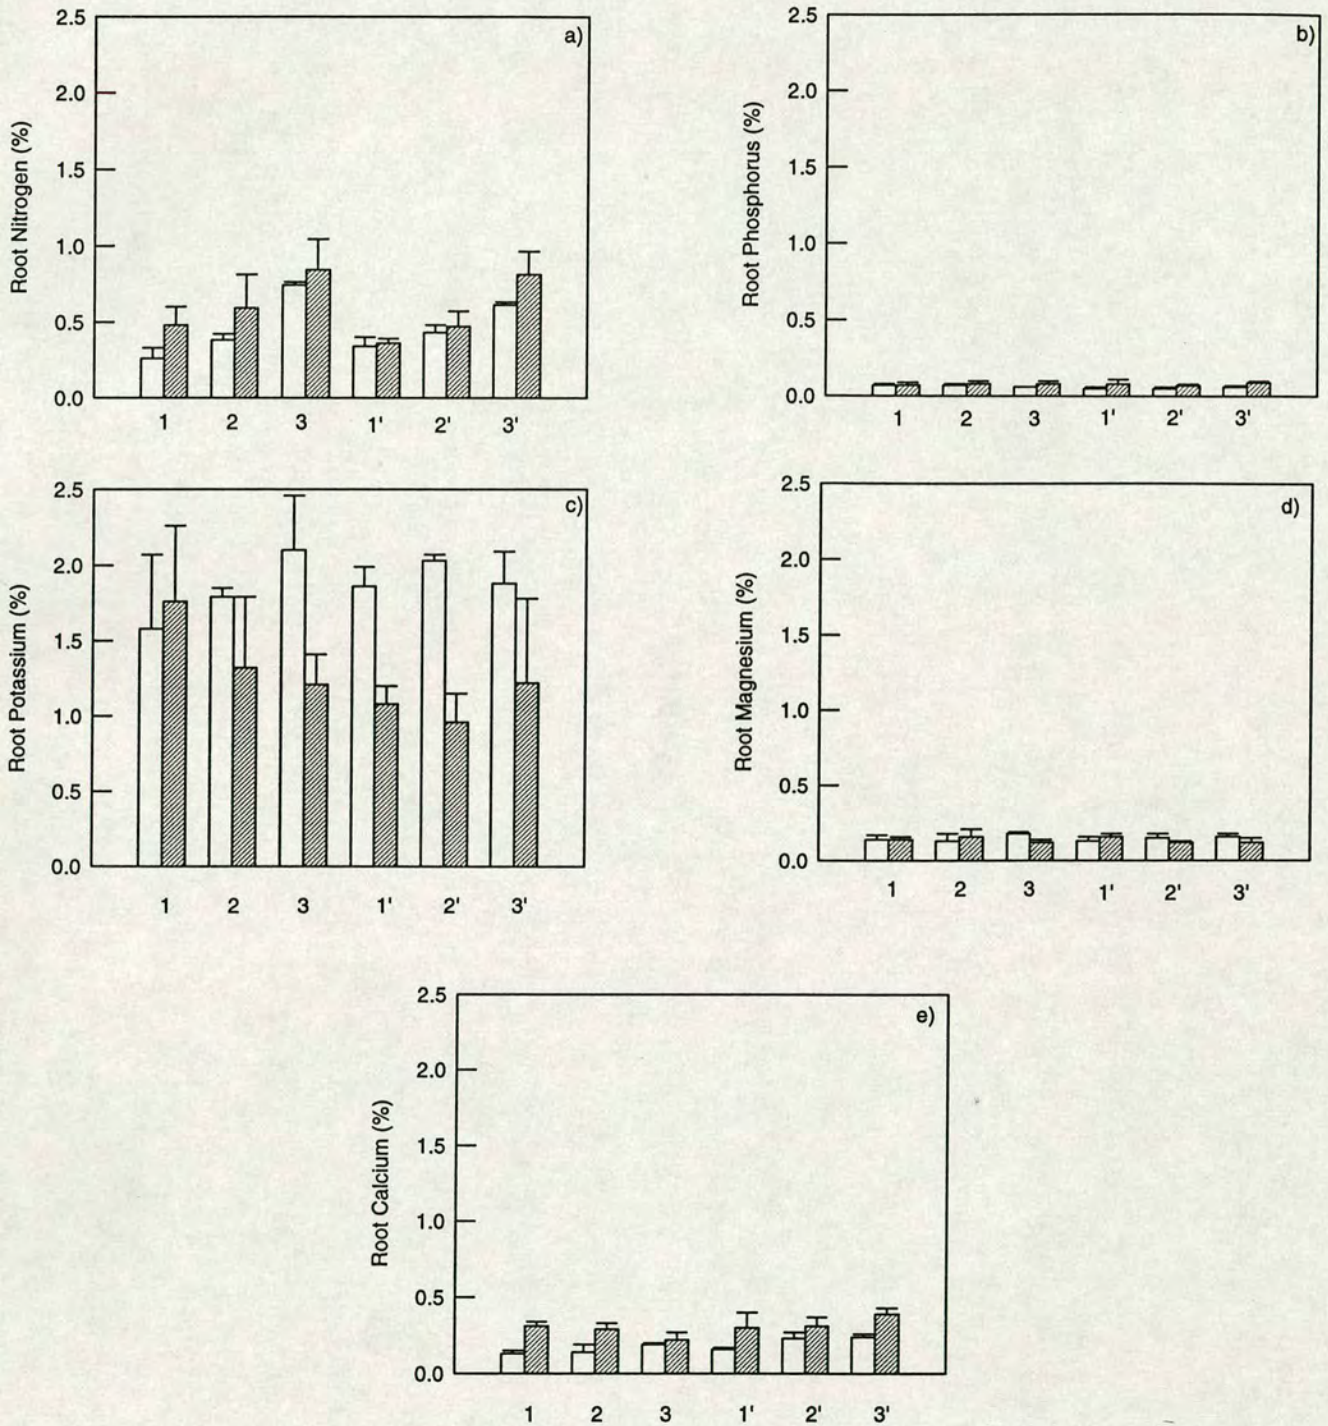 a)
Root Nitrogen (%)
2.5
2.0
1.5
1.0
0.5
0.0
1 2 3 1' 2' 3'
b)
Root Phosphorus (%)
2.5
2.0
1.5
1.0
0.5
0.0
1 2 3 1' 2' 3'
c)
Root Potassium (%)
2.5
2.0
1.5
1.0
0.5
0.0
1 2 3 1' 2' 3'
d)
Root Magnesium (%)
2.5
2.0
1.5
1.0
0.5
0.0
1 2 3 1' 2' 3'
e)
Root Calcium (%)
2.5
2.0
1.5
1.0
0.5
0.0
1 2 3 1' 2' 3'